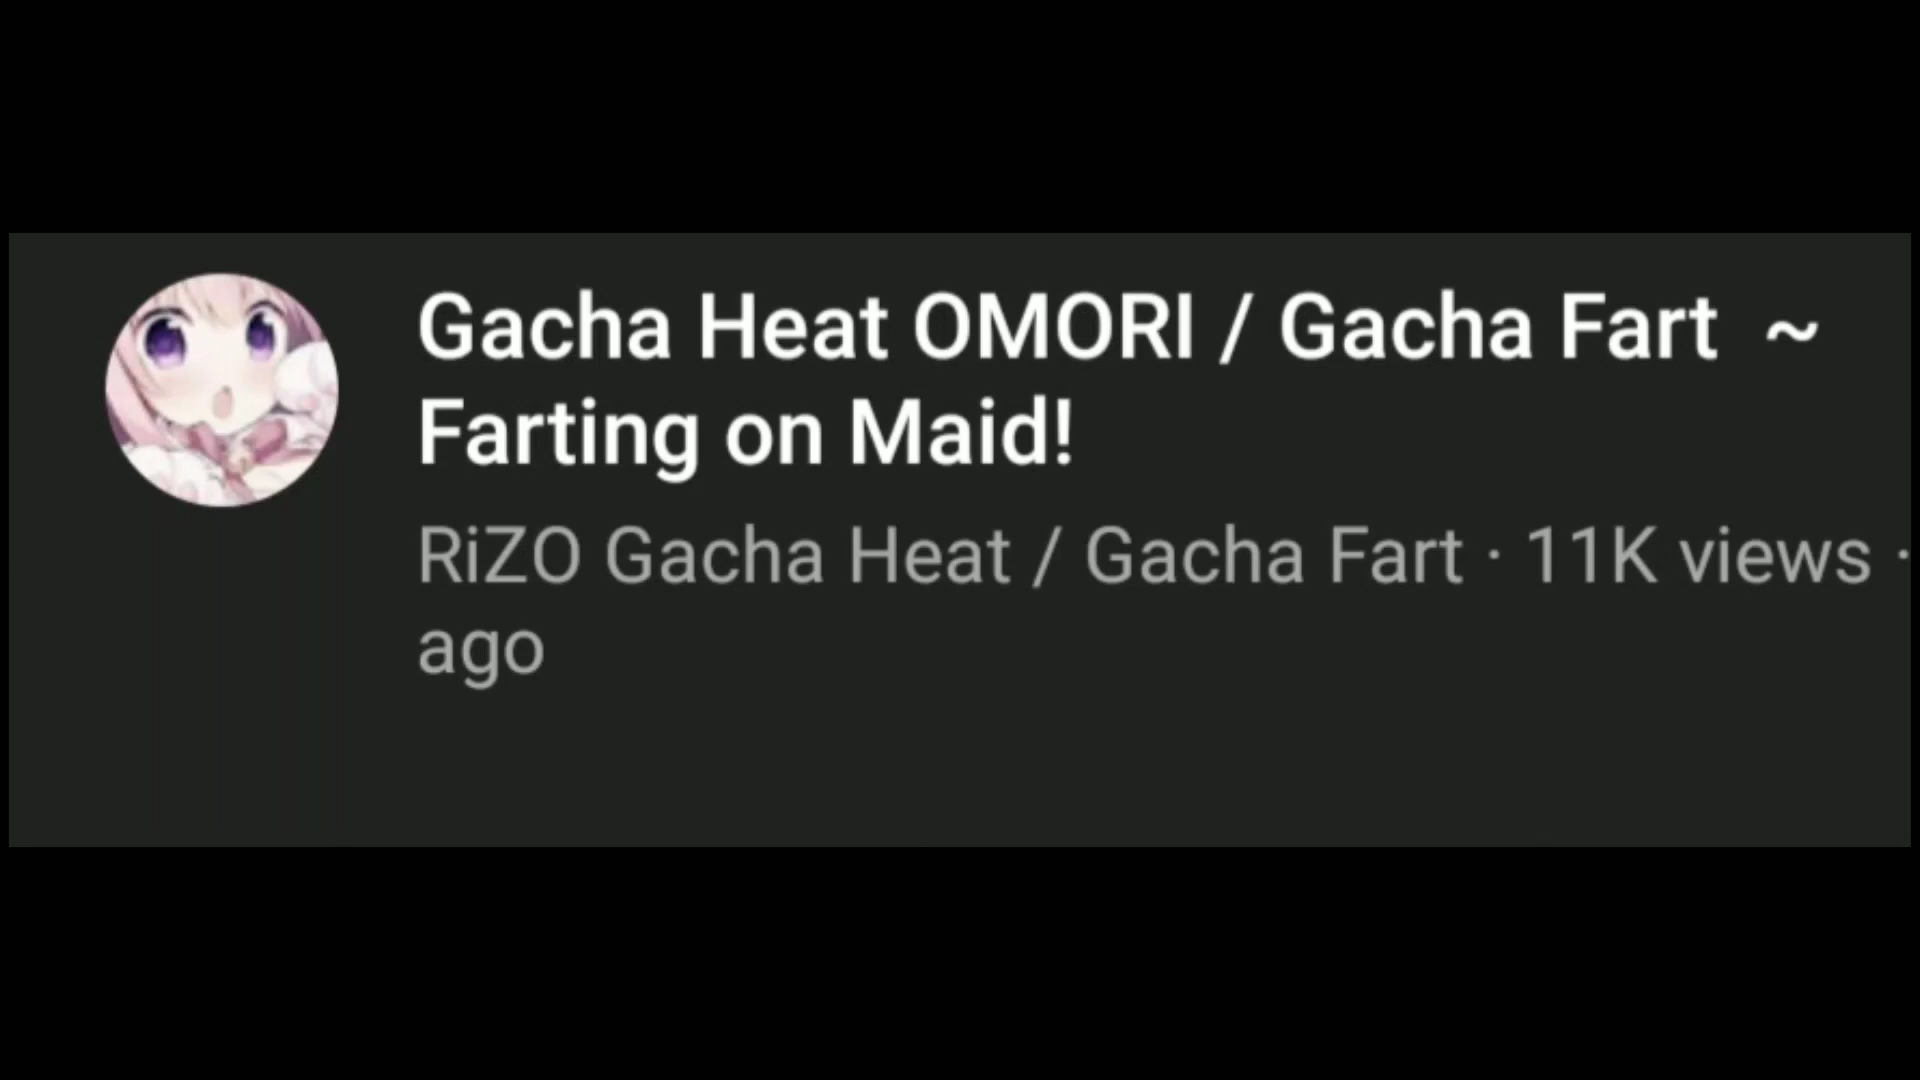 Gacha Heat OMORI / Gacha Fart ~
Farting on Maid!
RiZO Gacha Heat / Gacha Fart · 11K views ·
ago